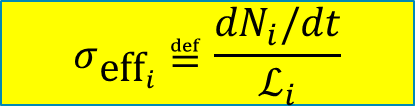 σ_eff_i ≝ (dN_i/dt) / ℒ_i